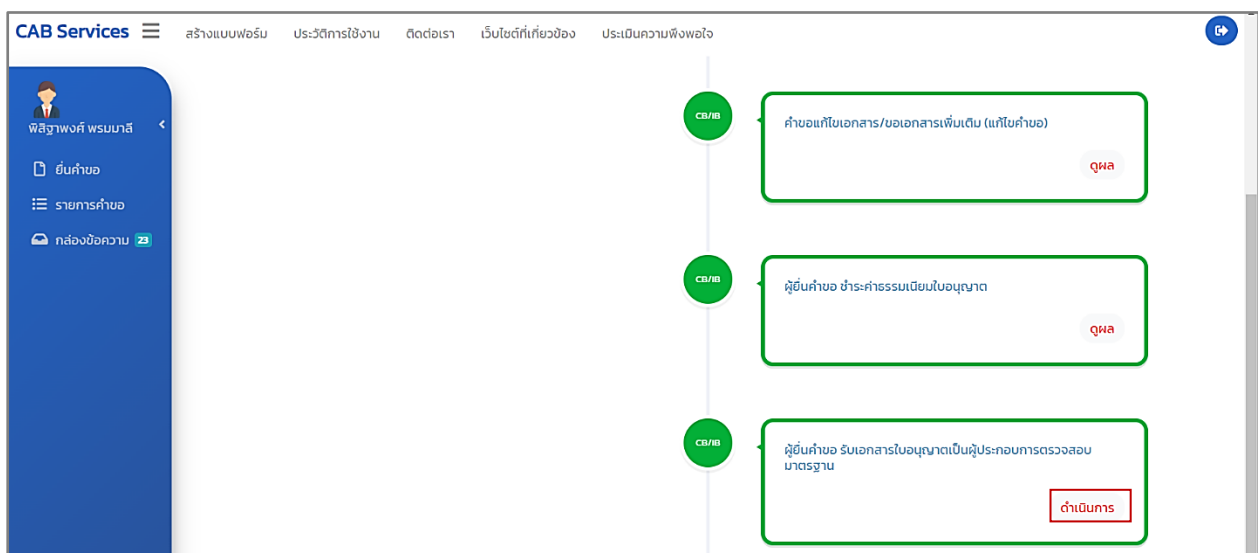 CAB Services สร้างแบบฟอร์ม ประวัติการใช้งาน ติดต่อเรา เว็บไซต์ที่เกี่ยวข้อง ประเมินความพึงพอใจ
พิสิฐาพงศ์ พรมมาลี
ยื่นคำขอ
รายการคำขอ
กล่องข้อความ 23
CB/IB
คำขอแก้ไขเอกสาร/ขอเอกสารเพิ่มเติม (แก้ไขคำขอ)
ดูผล
CB/IB
ผู้ยื่นคำขอ ชำระค่าธรรมเนียมใบอนุญาต
ดูผล
CB/IB
ผู้ยื่นคำขอ รับเอกสารใบอนุญาตเป็นผู้ประกอบการตรวจสอบ
มาตรฐาน
ดำเนินการ